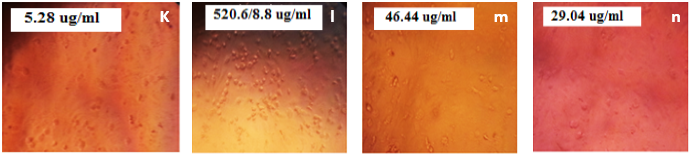 5.28 ug/ml K
520.6/8.8 ug/ml l
46.44 ug/ml m
29.04 ug/ml n